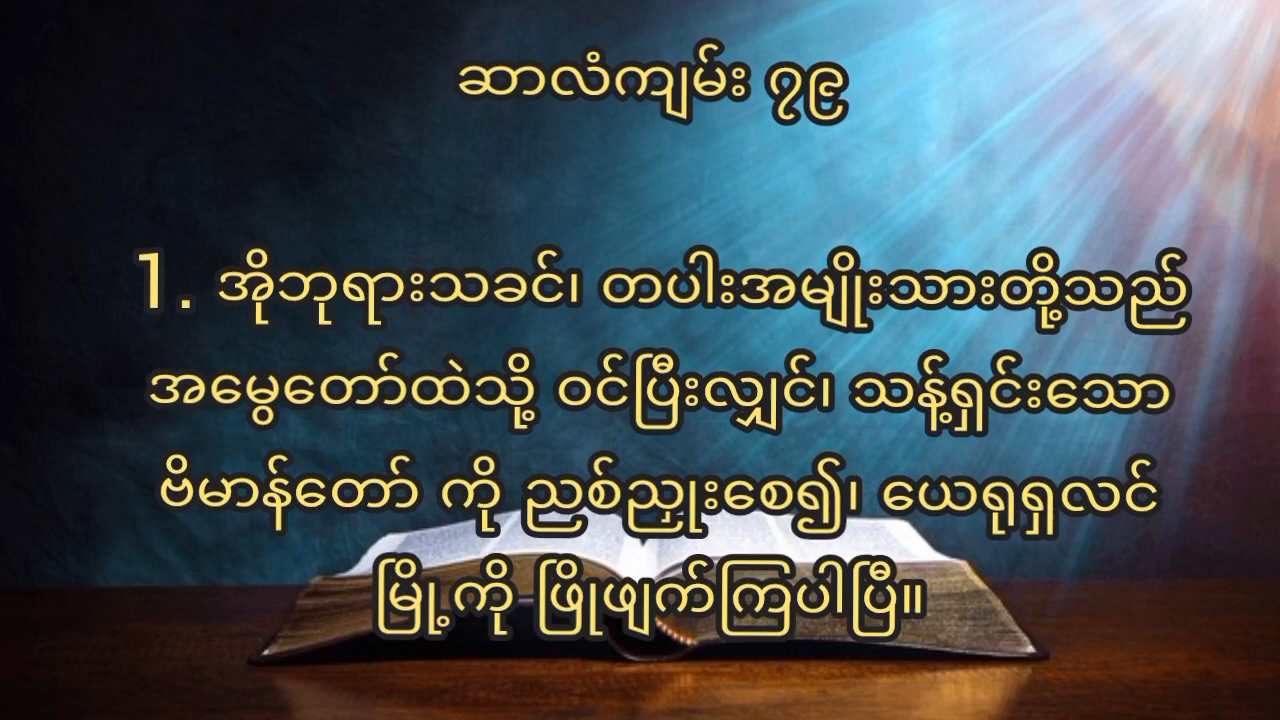 ဆာလံကျမ်း ၇၉
1. အိုဘုရားသခင်၊ တပါးအမျိုးသားတို့သည်
အမွေတော်ထဲသို့ ဝင်ပြီးလျှင်၊ သန့်ရှင်းသော
ဗိမာန်တော် ကို ညစ်ညှုးစေ၍၊ ယေရုရှလင်
မြို့ကို ဖြိုဖျက်ကြပါပြီ။